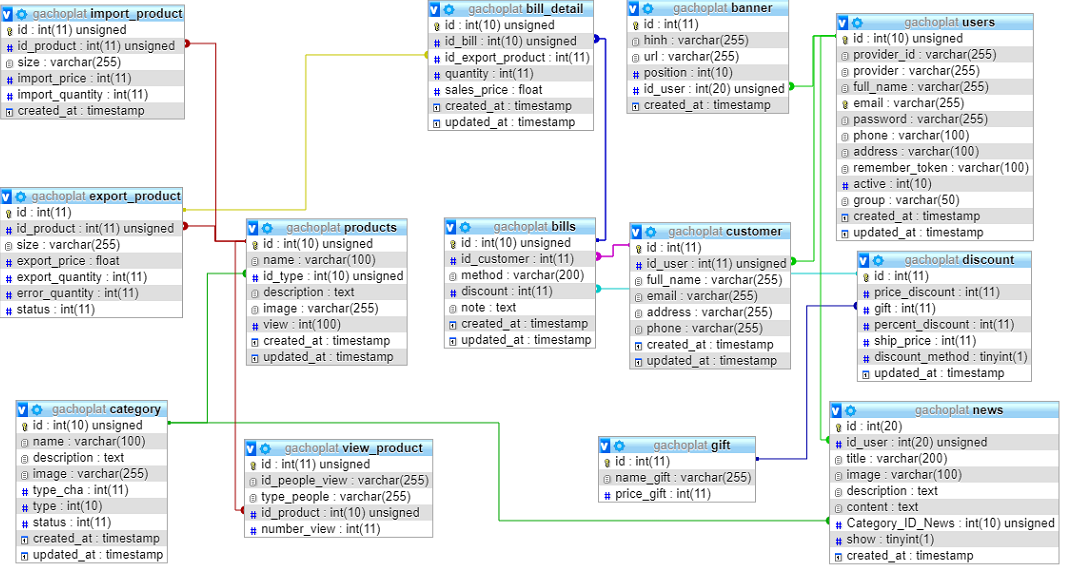 gachoplat import_product
id : int(11) unsigned
id_product : int(11) unsigned
size : varchar(255)
import_price : int(11)
import_quantity : int(11)
created_at : timestamp
gachoplat bill_detail
id : int(10) unsigned
id_bill : int(10) unsigned
id_export_product : int(11)
quantity : int(11)
sales_price : float
created_at : timestamp
updated_at : timestamp
gachoplat banner
id : int(11)
hinh : varchar(255)
url : varchar(255)
position : int(10)
id_user : int(20) unsigned
created_at : timestamp
gachoplat users
id : int(10) unsigned
provider_id : varchar(255)
provider : varchar(255)
full_name : varchar(255)
email : varchar(255)
password : varchar(255)
phone : varchar(100)
address : varchar(100)
remember_token : varchar(100)
active : int(10)
group : varchar(50)
created_at : timestamp
updated_at : timestamp
gachoplat export_product
id : int(11)
id_product : int(11) unsigned
size : varchar(255)
export_price : float
export_quantity : int(11)
error_quantity : int(11)
status : int(11)
gachoplat products
id : int(10) unsigned
name : varchar(100)
id_type : int(10) unsigned
description : text
image : varchar(255)
view : int(100)
created_at : timestamp
updated_at : timestamp
gachoplat bills
id : int(10) unsigned
id_customer : int(11)
method : varchar(200)
discount : int(11)
note : text
created_at : timestamp
updated_at : timestamp
gachoplat customer
id : int(11)
id_user : int(11) unsigned
full_name : varchar(255)
email : varchar(255)
address : varchar(255)
phone : varchar(255)
created_at : timestamp
updated_at : timestamp
gachoplat discount
id : int(11)
price_discount : int(11)
gift : int(11)
percent_discount : int(11)
ship_price : int(11)
discount_method : tinyint(1)
updated_at : timestamp
gachoplat category
id : int(10) unsigned
name : varchar(100)
description : text
image : varchar(255)
type_cha : int(11)
type : int(10)
status : int(11)
created_at : timestamp
updated_at : timestamp
gachoplat view_product
id : int(11) unsigned
id_people_view : varchar(255)
type_people : varchar(255)
id_product : int(10) unsigned
number_view : int(11)
gachoplat gift
id : int(11)
name_gift : varchar(255)
price_gift : int(11)
gachoplat news
id : int(20)
id_user : int(20) unsigned
title : varchar(200)
image : varchar(100)
description : text
content : text
Category_ID_News : int(10) unsigned
show : tinyint(1)
created_at : timestamp